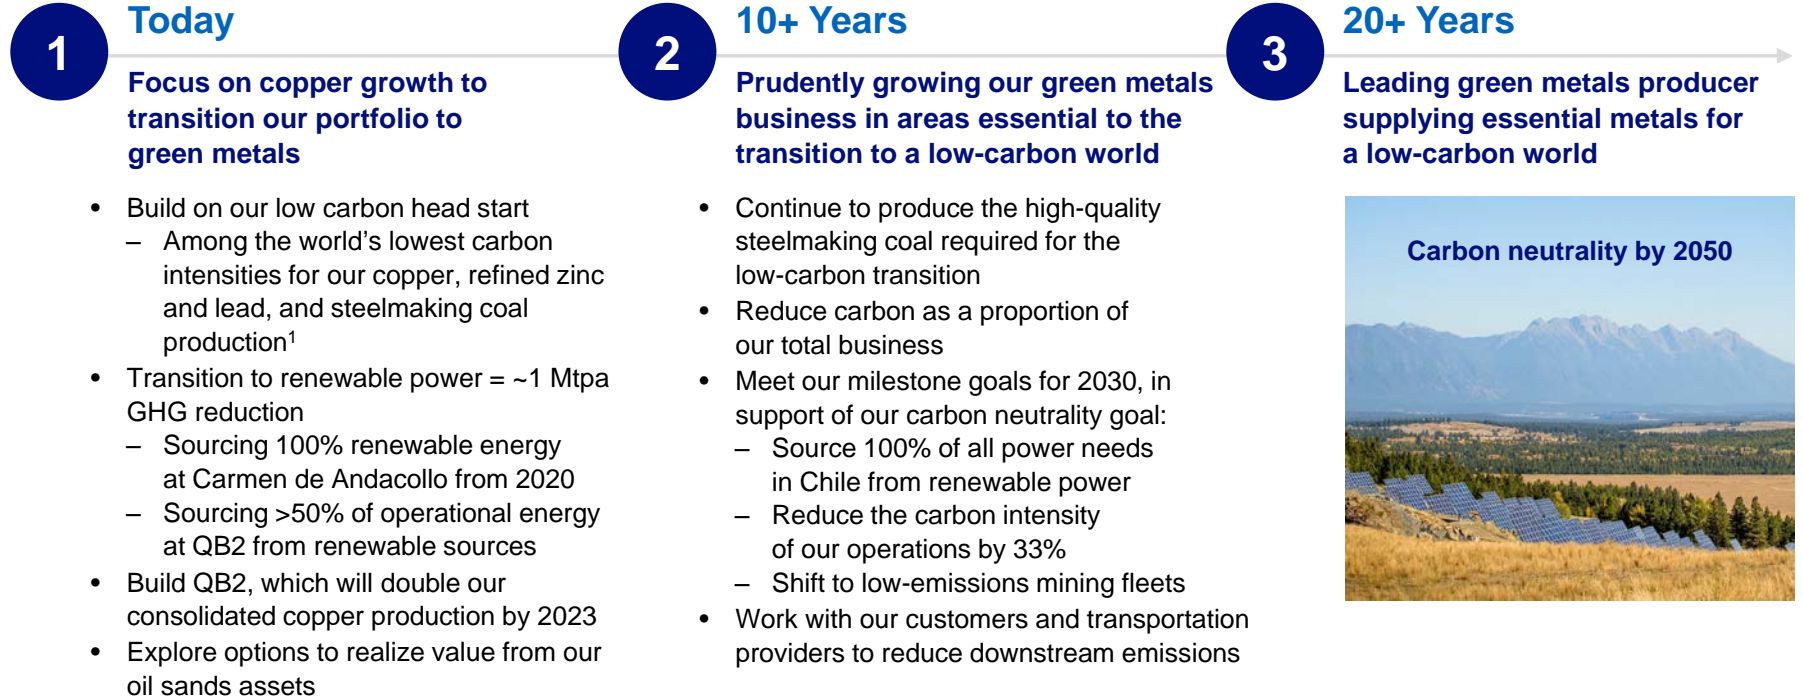 1
Today
Focus on copper growth to
transition our portfolio to
green metals
• Build on our low carbon head start
– Among the world's lowest carbon
intensities for our copper, refined zinc
and lead, and steelmaking coal
production¹
• Transition to renewable power = ~1 Mtpa
GHG reduction
– Sourcing 100% renewable energy
at Carmen de Andacollo from 2020
– Sourcing >50% of operational energy
at QB2 from renewable sources
• Build QB2, which will double our
consolidated copper production by 2023
• Explore options to realize value from our
oil sands assets
2
10+ Years
Prudently growing our green metals
business in areas essential to the
transition to a low-carbon world
• Continue to produce the high-quality
steelmaking coal required for the
low-carbon transition
• Reduce carbon as a proportion of
our total business
• Meet our milestone goals for 2030, in
support of our carbon neutrality goal:
– Source 100% of all power needs
in Chile from renewable power
– Reduce the carbon intensity
of our operations by 33%
– Shift to low-emissions mining fleets
• Work with our customers and transportation
providers to reduce downstream emissions
3
20+ Years
Leading green metals producer
supplying essential metals for
a low-carbon world
Carbon neutrality by 2050